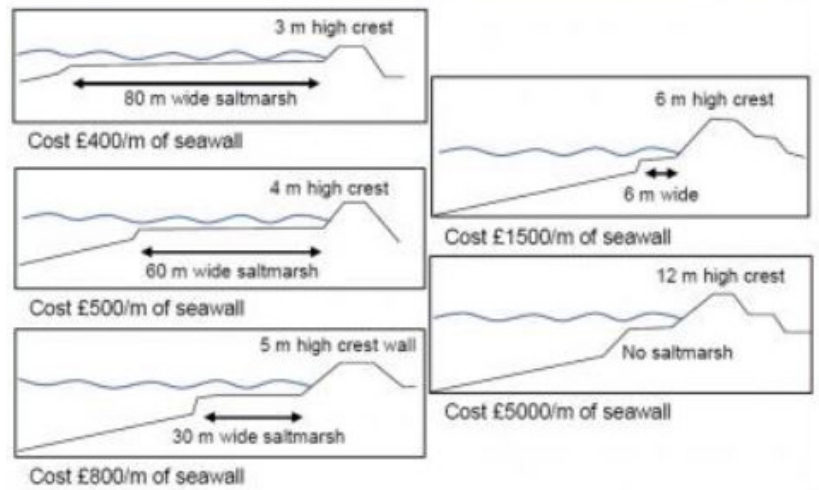 3 m high crest
80 m wide saltmarsh
Cost £400/m of seawall
4 m high crest
60 m wide saltmarsh
Cost £500/m of seawall
5 m high crest wall
30 m wide saltmarsh
Cost £800/m of seawall
6 m high crest
6 m wide
Cost £1500/m of seawall
12 m high crest
No saltmarsh
Cost £5000/m of seawall